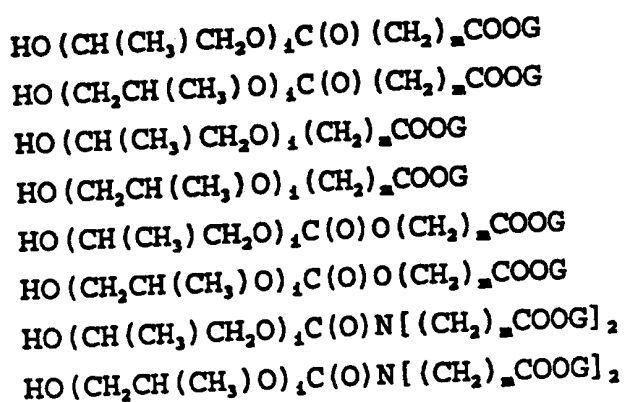 HO(CH(CH₃)CH₂O)ᵢC(O)(CH₂)ₘCOOG
HO(CH₂CH(CH₃)O)ᵢC(O)(CH₂)ₘCOOG
HO(CH(CH₃)CH₂O)ᵢ(CH₂)ₘCOOG
HO(CH₂CH(CH₃)O)ᵢ(CH₂)ₘCOOG
HO(CH(CH₃)CH₂O)ᵢC(O)O(CH₂)ₘCOOG
HO(CH₂CH(CH₃)O)ᵢC(O)O(CH₂)ₘCOOG
HO(CH(CH₃)CH₂O)ᵢC(O)N[(CH₂)ₘCOOG]₂
HO(CH₂CH(CH₃)O)ᵢC(O)N[(CH₂)ₘCOOG]₂